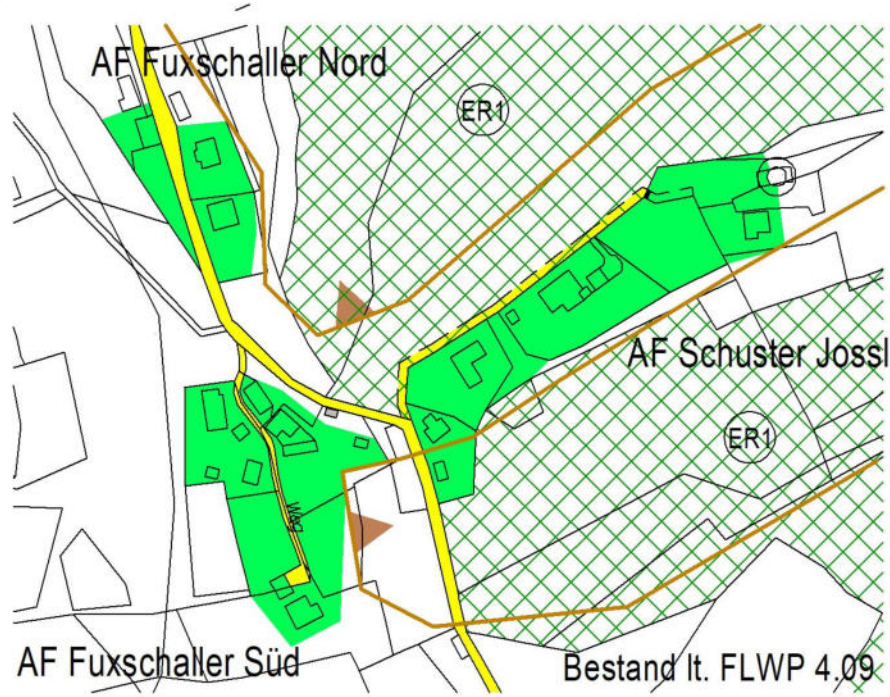 AF Fuxschaller Nord
ER1
AF Schuster Jossl
ER1
Weg
AF Fuxschaller Süd
Bestand lt. FLWP 4.09